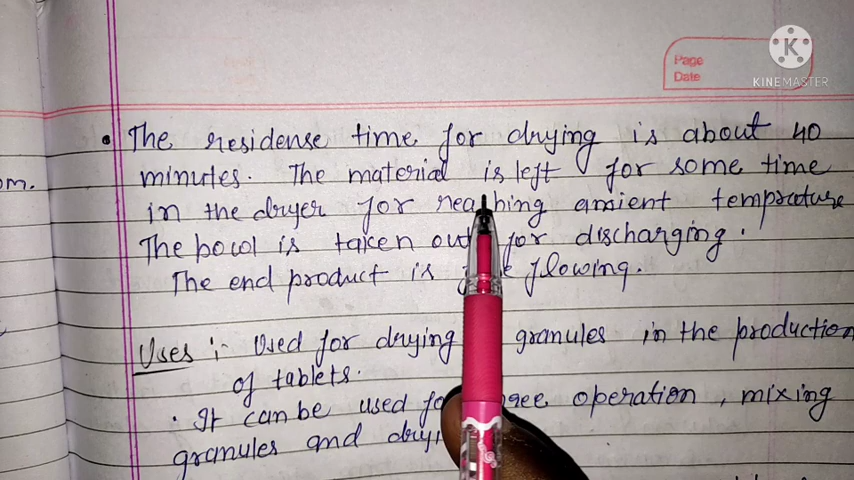 Page
Date
KINEMASTER
om.
• The residense time for drying is about 40
minutes. The material is left for some time
in the dryer for reaching amient temprature
The bowl is taken out for discharging.
The end product is flowing.
Uses :- Used for drying granules in the production
of tablets.
. It can be used operation, mixing
granules and